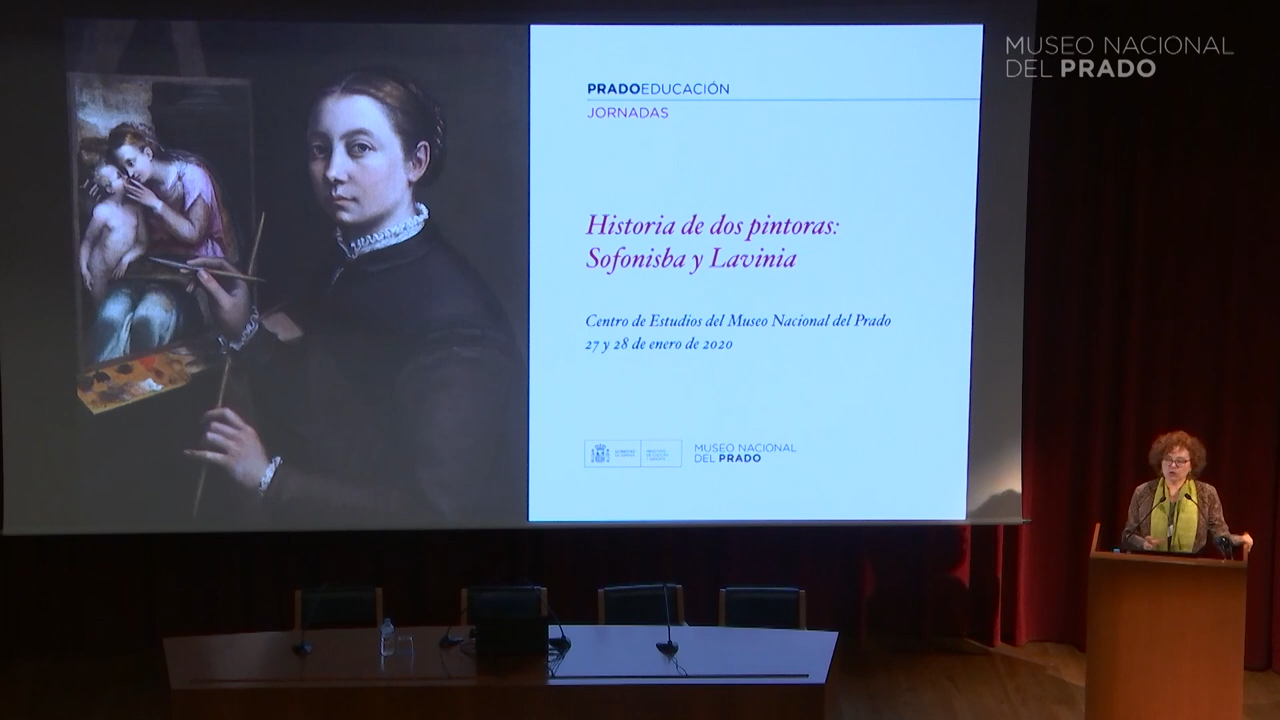 MUSEO NACIONAL
DEL PRADO
PRADOEDUCACIÓN
JORNADAS
Historia de dos pintoras:
Sofonisba y Lavinia
Centro de Estudios del Museo Nacional del Prado
27 y 28 de enero de 2020
MUSEO NACIONAL
DEL PRADO